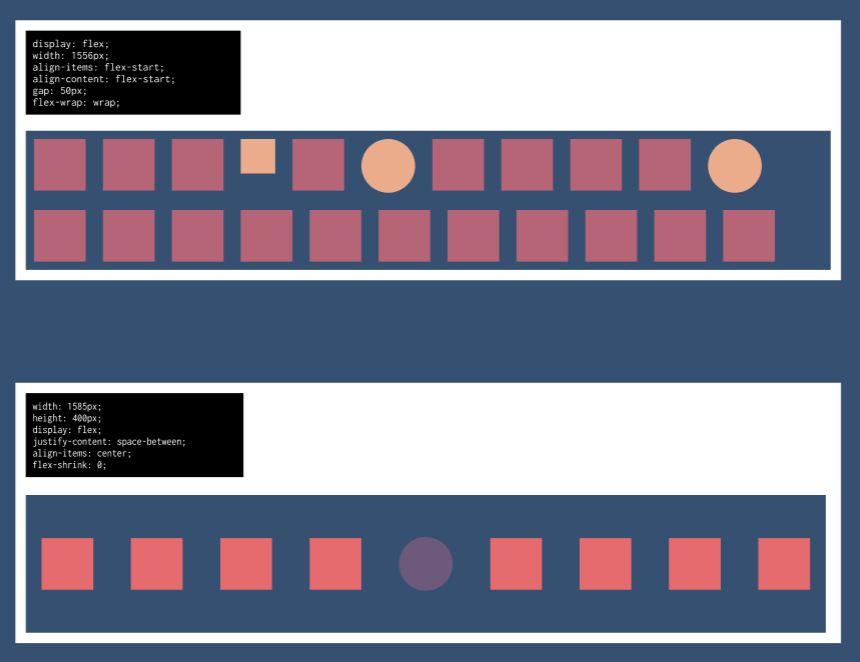 display: flex;
width: 1556px;
align-items: flex-start;
align-content: flex-start;
gap: 50px;
flex-wrap: wrap;
width: 1585px;
height: 400px;
display: flex;
justify-content: space-between;
align-items: center;
flex-shrink: 0;